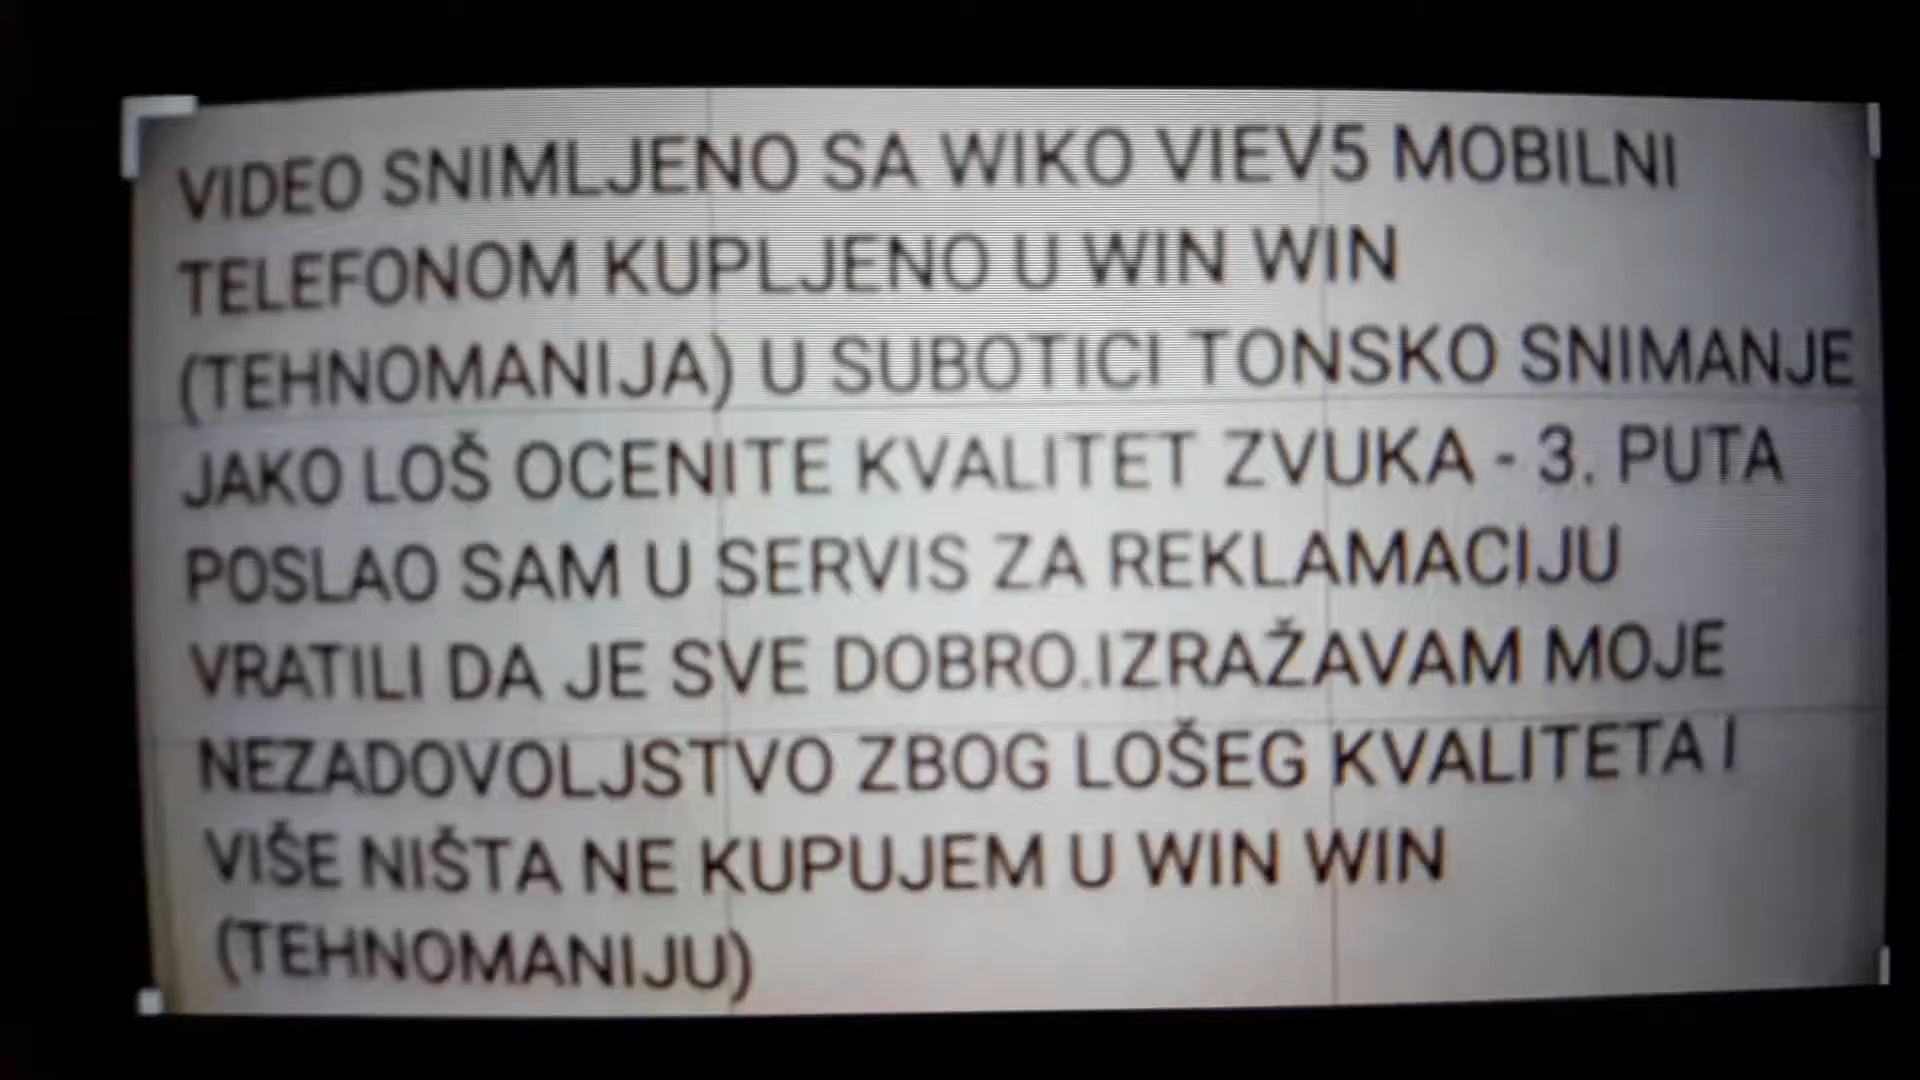 VIDEO SNIMLJENO SA WIKO VIEV5 MOBILNI
TELEFONOM KUPLJENO U WIN WIN
(TEHNOMANIJA) U SUBOTICI TONSKO SNIMANJE
JAKO LOŠ OCENITE KVALITET ZVUKA - 3. PUTA
POSLAO SAM U SERVIS ZA REKLAMACIJU
VRATILI DA JE SVE DOBRO.IZRAŽAVAM MOJE
NEZADOVOLJSTVO ZBOG LOŠEG KVALITETA I
VIŠE NIŠTA NE KUPUJEM U WIN WIN
(TEHNOMANIJU)